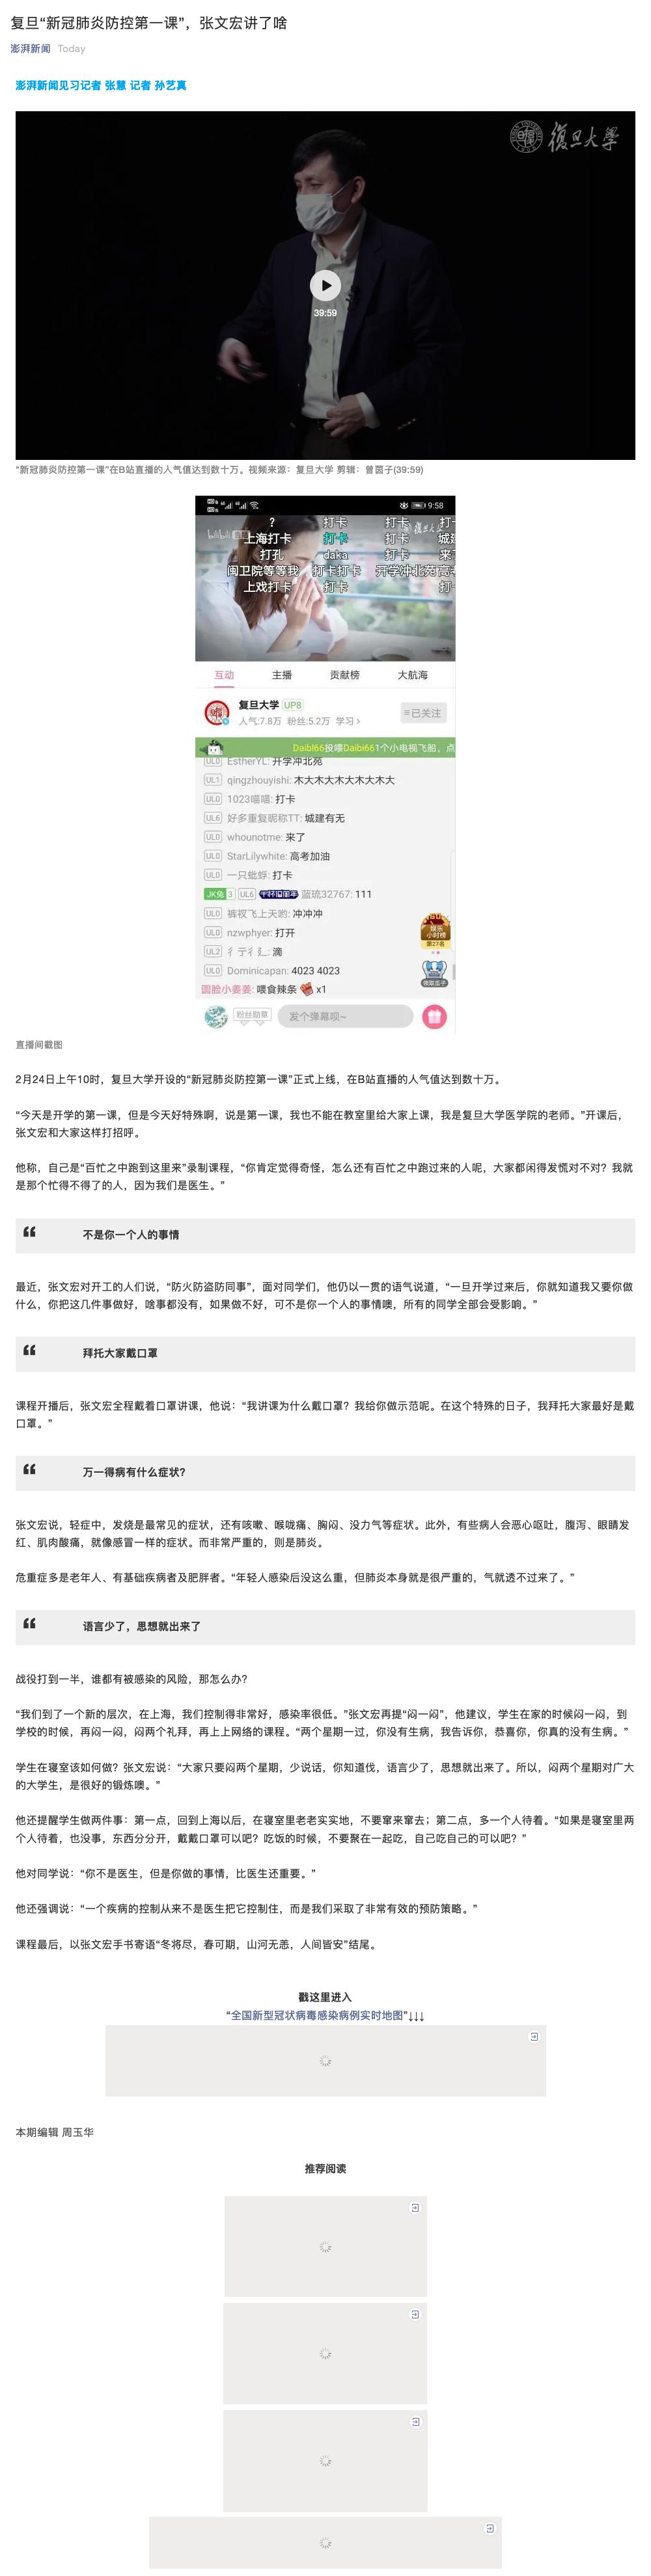 复旦“新冠肺炎防控第一课”，张文宏讲了啥
澎湃新闻 Today
澎湃新闻见习记者 张慧 记者 孙艺真
復旦大學
39:59
“新冠肺炎防控第一课”在B站直播的人气值达到数十万。视频来源：复旦大学 剪辑：曾茵子(39:59)
9:58
？ 打卡 打卡 打卡
上海打卡 打卡 打卡
打孔 daka 打卡
闽卫院等等我 打卡打卡 开学冲北苑
上戏打卡 打卡
互动 主播 贡献榜 大航海
复旦大学 UP8
人气:7.8万 粉丝:5.2万 学习 >
已关注
Daibl66投喂Daibi661个小电视飞船，点
UL0 EstherYL: 开学冲北苑
UL1 qingzhouyishi: 木大木大木大木大木大
UL0 1023喵喵: 打卡
UL6 好多重复昵称TT: 城建有无
UL0 whounotme: 来了
UL0 StarLilywhite: 高考加油
UL0 一只蚍蜉: 打卡
JK兔 3 UL6 蓝琉32767: 111
UL0 裤衩飞上天哟: 冲冲冲
UL0 nzwphyer: 打开
UL2 彳亍彳廴: 滴
UL0 Dominicapan: 4023 4023
圆脸小姜姜: 喂食辣条 x1
娱乐
小时榜
第27名
领取瓜子
粉丝勋章 发个弹幕呗~
直播间截图
2月24日上午10时，复旦大学开设的“新冠肺炎防控第一课”正式上线，在B站直播的人气值达到数十万。
“今天是开学的第一课，但是今天好特殊啊，说是第一课，我也不能在教室里给大家上课，我是复旦大学医学院的老师。”开课后，
张文宏和大家这样打招呼。
他称，自己是“百忙之中跑到这里来”录制课程，“你肯定觉得奇怪，怎么还有百忙之中跑过来的人呢，大家都闲得发慌对不对？我就
是那个忙得不得了的人，因为我们是医生。”
“ 不是你一个人的事情
最近，张文宏对开工的人们说，“防火防盗防同事”，面对同学们，他仍以一贯的语气说道，“一旦开学过来后，你就知道我又要你做
什么，你把这几件事做好，啥事都没有，如果做不好，可不是你一个人的事情噢，所有的同学全部会受影响。”
“ 拜托大家戴口罩
课程开播后，张文宏全程戴着口罩讲课，他说：“我讲课为什么戴口罩？我给你做示范呢。在这个特殊的日子，我拜托大家最好是戴
口罩。”
“ 万一得病有什么症状？
张文宏说，轻症中，发烧是最常见的症状，还有咳嗽、喉咙痛、胸闷、没力气等症状。此外，有些病人会恶心呕吐，腹泻、眼睛发
红、肌肉酸痛，就像感冒一样的症状。而非常严重的，则是肺炎。
危重症多是老年人、有基础疾病者及肥胖者。“年轻人感染后没这么重，但肺炎本身就是很严重的，气就透不过来了。”
“ 语言少了，思想就出来了
战役打到一半，谁都有被感染的风险，那怎么办？
“我们到了一个新的层次，在上海，我们控制得非常好，感染率很低。”张文宏再提“闷一闷”，他建议，学生在家的时候闷一闷，到
学校的时候，再闷一闷，闷两个礼拜，再上上网络的课程。“两个星期一过，你没有生病，我告诉你，恭喜你，你真的没有生病。”
学生在寝室该如何做？张文宏说：“大家只要闷两个星期，少说话，你知道伐，语言少了，思想就出来了。所以，闷两个星期对广大
的大学生，是很好的锻炼噢。”
他还提醒学生做两件事：第一点，回到上海以后，在寝室里老老实实地，不要窜来窜去；第二点，多一个人待着。“如果是寝室里两
个人待着，也没事，东西分分开，戴戴口罩可以吧？吃饭的时候，不要聚在一起吃，自己吃自己的可以吧？”
他对同学说：“你不是医生，但是你做的事情，比医生还重要。”
他还强调说：“一个疾病的控制从来不是医生把它控制住，而是我们采取了非常有效的预防策略。”
课程最后，以张文宏手书寄语“冬将尽，春可期，山河无恙，人间皆安”结尾。
戳这里进入
“全国新型冠状病毒感染病例实时地图”↓↓↓
本期编辑 周玉华
推荐阅读